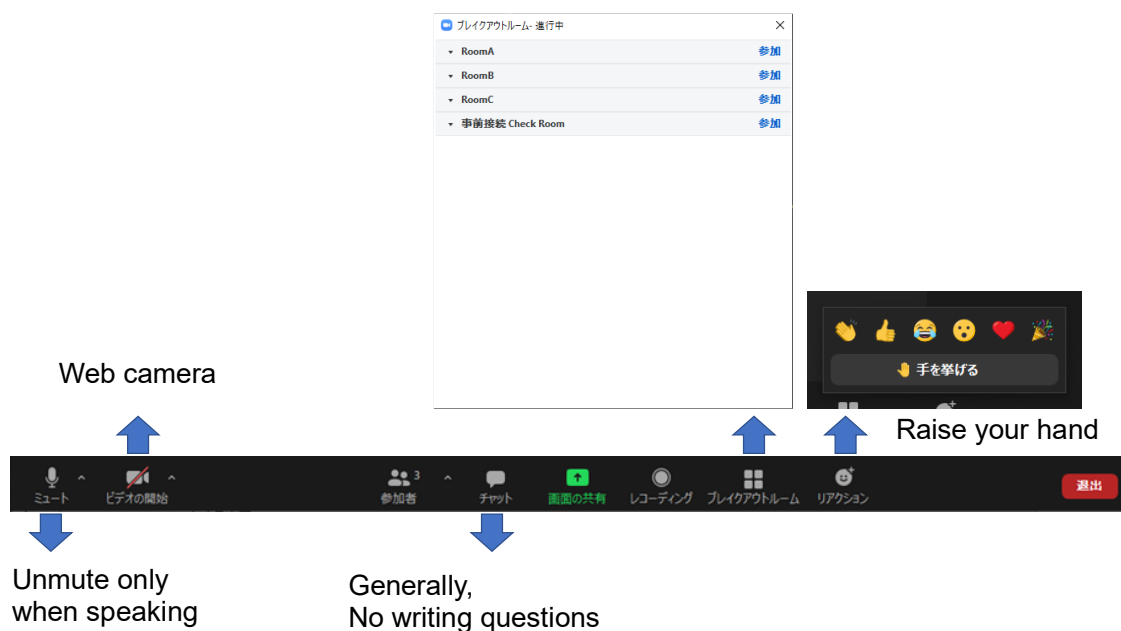 ブレイクアウトルーム- 進行中
RoomA 参加
RoomB 参加
RoomC 参加
事前接続 Check Room 参加
手を挙げる
Web camera
Raise your hand
ミュート ビデオの開始 参加者 3 チャット 画面の共有 レコーディング ブレイクアウトルーム リアクション 退出
Unmute only
when speaking
Generally,
No writing questions